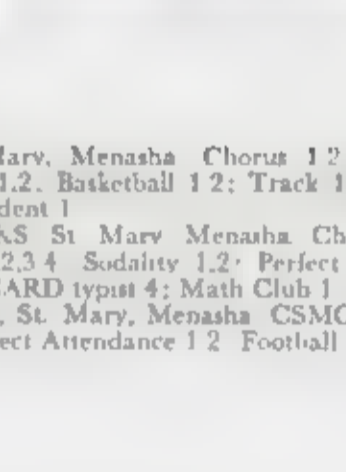 Mary, Menasha Chorus 1 2
1,2. Basketball 1 2; Track 1
dent 1
AS St Mary Menasha Ch
2,3 4 Sodality 1,2; Perfect
CARD typist 4; Math Club 1
, St. Mary, Menasha CSMC
ect Attendance 1 2 Football